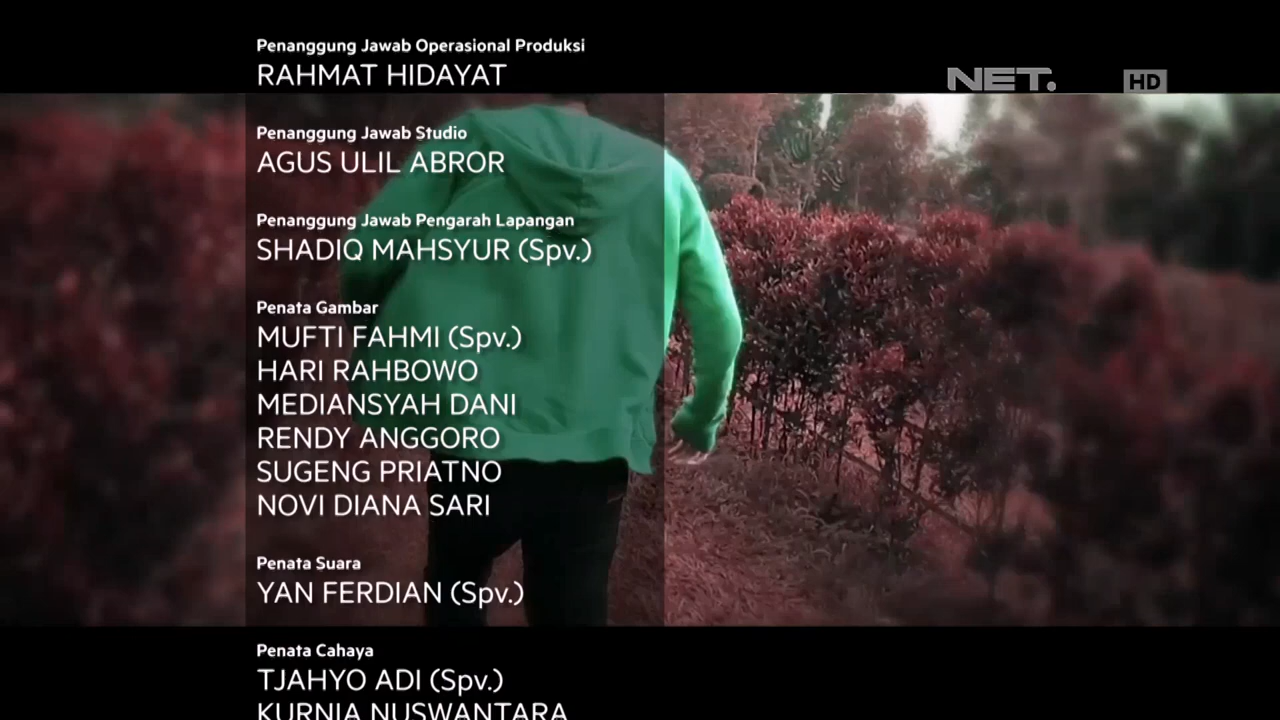 Penanggung Jawab Operasional Produksi
RAHMAT HIDAYAT
NET.
HD
Penanggung Jawab Studio
AGUS ULIL ABROR
Penanggung Jawab Pengarah Lapangan
SHADIQ MAHSYUR (Spv.)
Penata Gambar
MUFTI FAHMI (Spv.)
HARI RAHBOWO
MEDIANSYAH DANI
RENDY ANGGORO
SUGENG PRIATNO
NOVI DIANA SARI
Penata Suara
YAN FERDIAN (Spv.)
Penata Cahaya
TJAHYO ADI (Spv.)
KURNIA NUSWANTARA